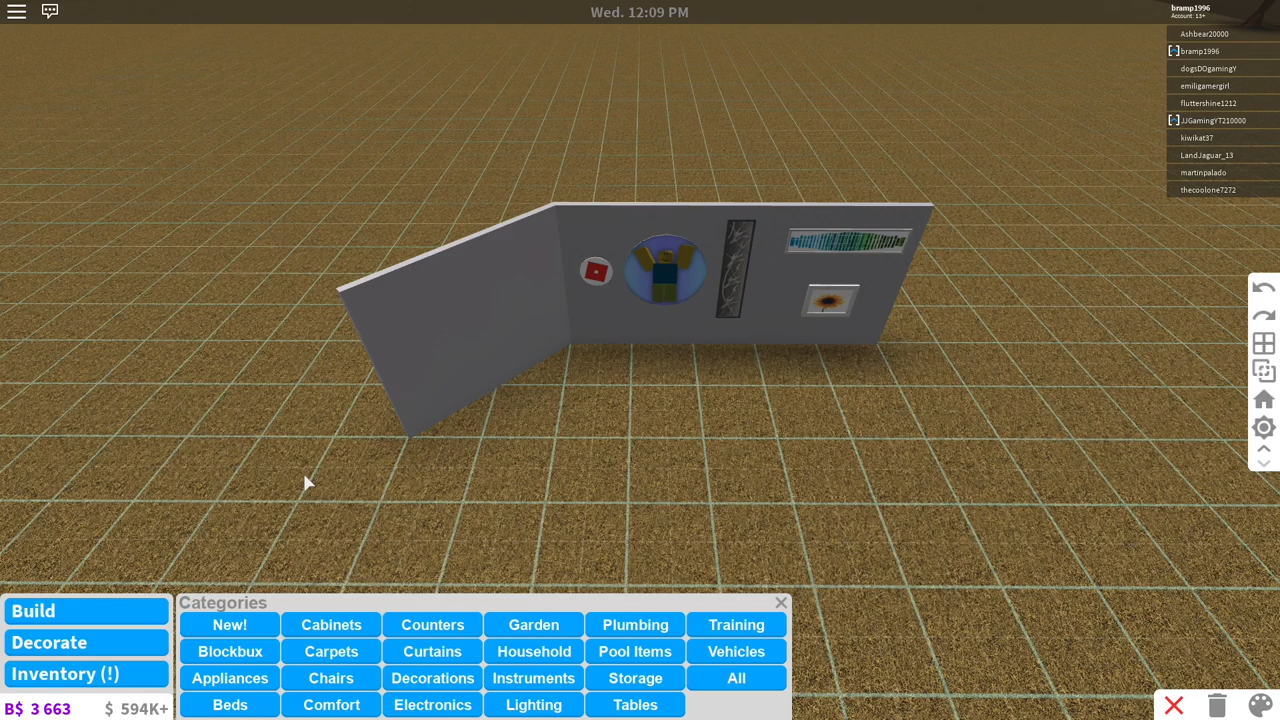 Wed. 12:09 PM
bramp1996
Account: 13+
Ashbear20000
bramp1996
dogsDOgamingY
emiligamergirl
fluttershine1212
JJGamingYT210000
kiwikat37
LandJaguar_13
martinpalado
thecoolone7272
Build
Decorate
Inventory (!)
B$ 3 663 $ 594K+
Categories
New! Cabinets Counters Garden Plumbing Training
Blockbux Carpets Curtains Household Pool Items Vehicles
Appliances Chairs Decorations Instruments Storage All
Beds Comfort Electronics Lighting Tables